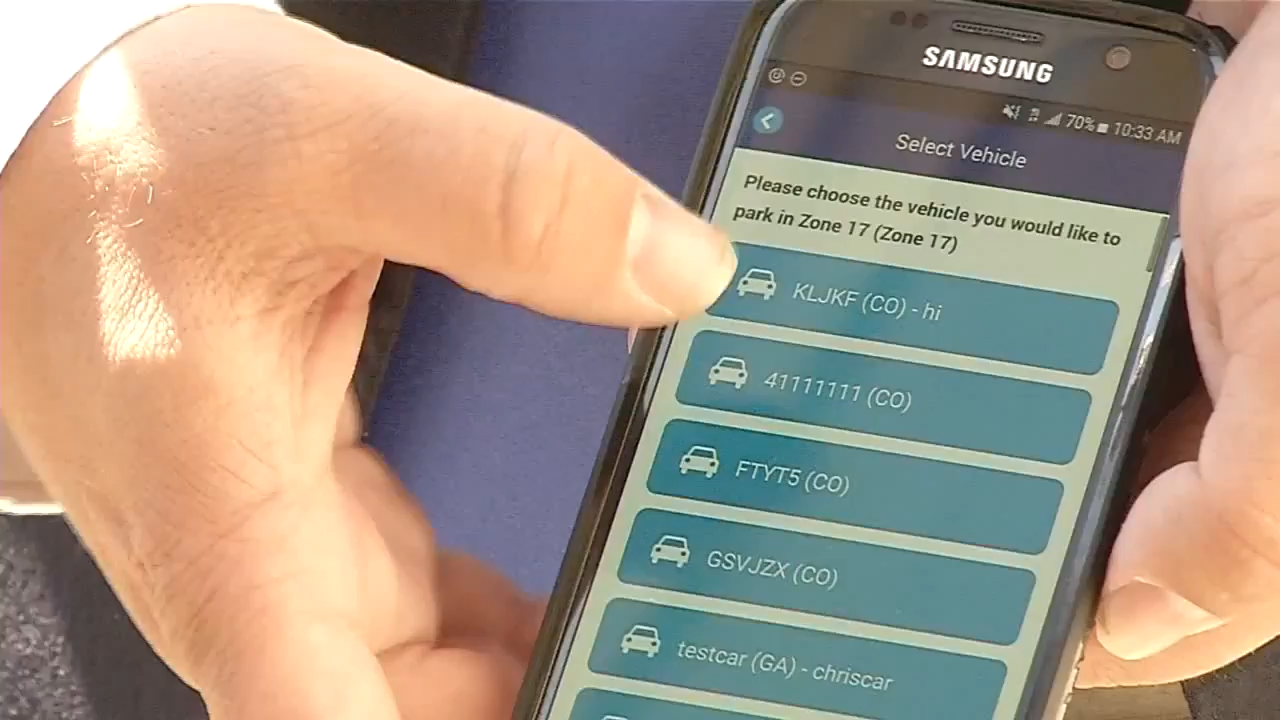 SAMSUNG
70% 10:33 AM
Select Vehicle
Please choose the vehicle you would like to
park in Zone 17 (Zone 17)
KLJKF (CO) - hi
41111111 (CO)
FTYT5 (CO)
GSVJZX (CO)
testcar (GA) - chriscar